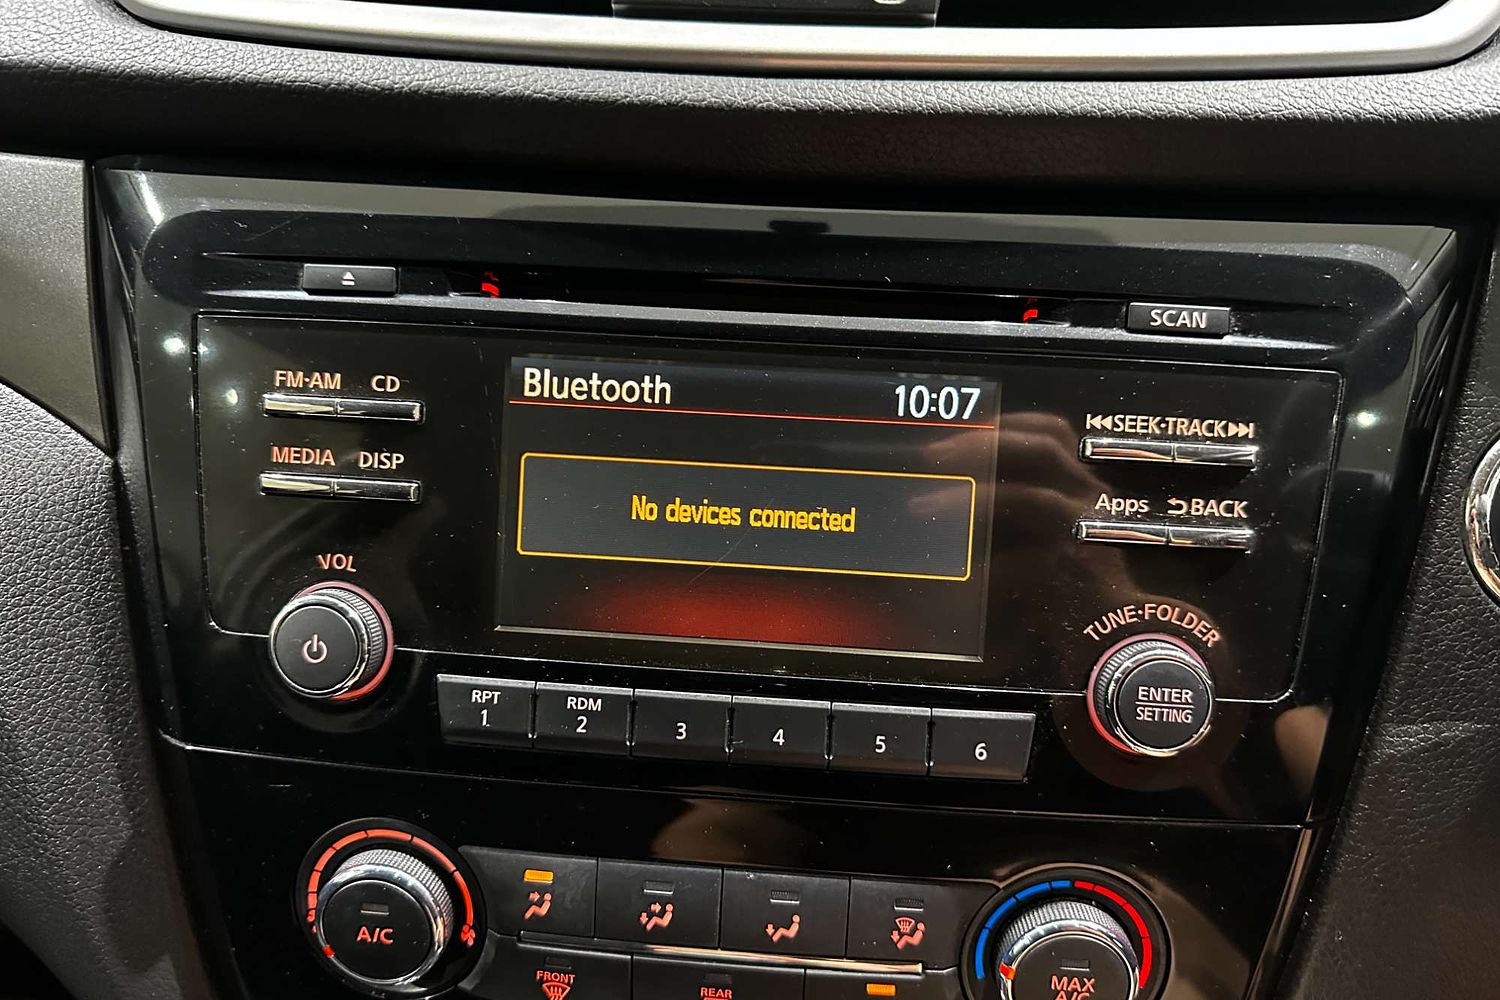 SCAN
FM·AM CD
MEDIA DISP
VOL
Bluetooth 10:07
No devices connected
SEEK·TRACK
Apps BACK
TUNE·FOLDER
ENTER
SETTING
RPT
1
RDM
2
3
4
5
6
A/C
FRONT
REAR
MAX
A/C